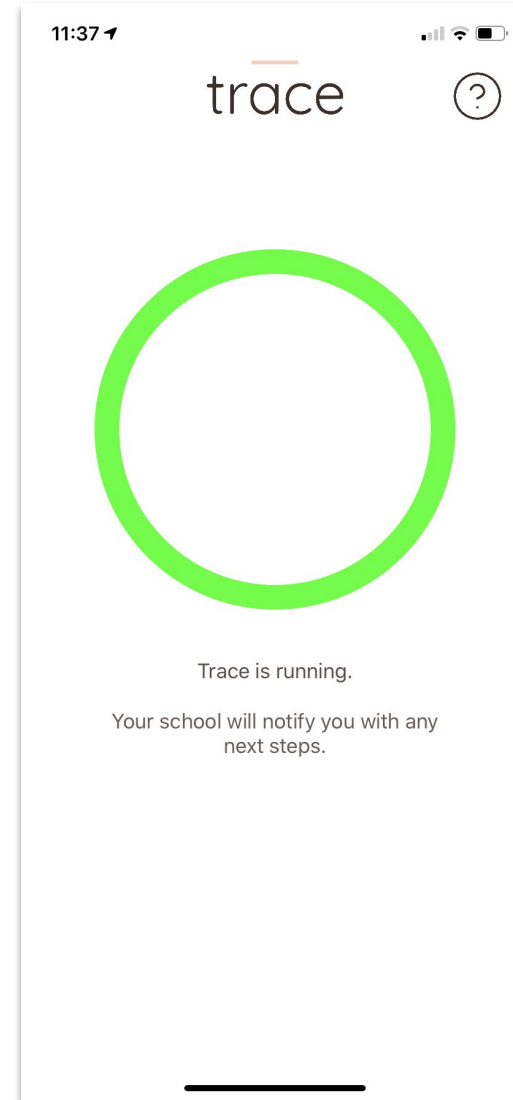 11:37
trace
?
Trace is running.
Your school will notify you with any
next steps.